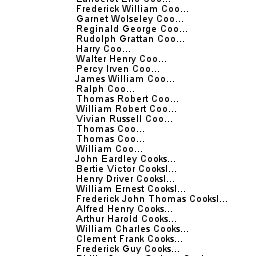 Frederick William Coo...
Garnet Wolseley Coo...
Reginald George Coo...
Rudolph Grattan Coo...
Harry Coo...
Walter Henry Coo...
Percy Irven Coo...
James William Coo...
Ralph Coo...
Thomas Robert Coo...
William Robert Coo...
Vivian Russell Coo...
Thomas Coo...
Thomas Coo...
William Coo...
John Eardley Cooks...
Bertie Victor Cooksl...
Henry Driver Cooksl...
William Ernest Cooksl...
Frederick John Thomas Cooksl...
Alfred Henry Cooks...
Arthur Harold Cooks...
William Charles Cooks...
Clement Frank Cooks...
Frederick Guy Cooks...